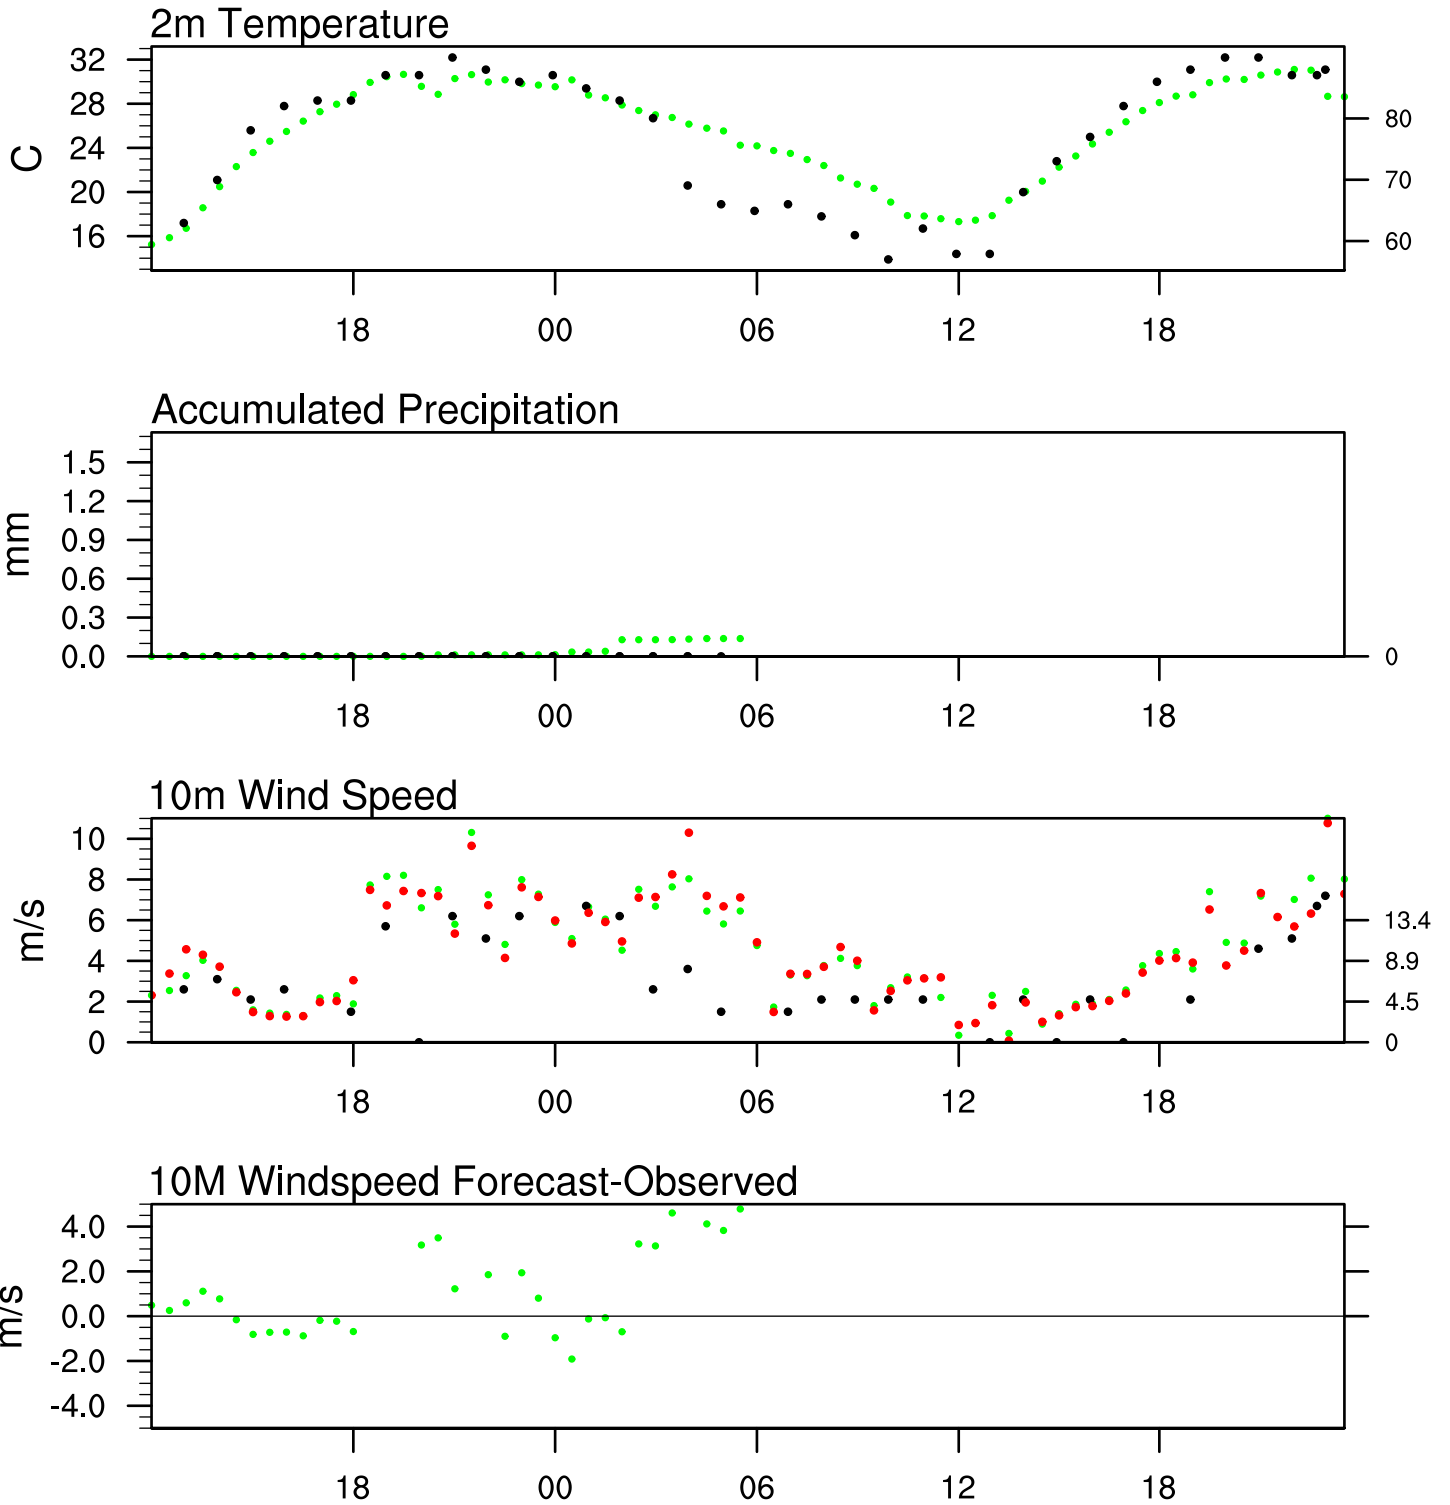 2m Temperature
32
28
24
20
16
C
80
70
60
18 00 06 12 18
Accumulated Precipitation
1.5
1.2
0.9
0.6
0.3
0.0
mm
0
18 00 06 12 18
10m Wind Speed
10
8
6
4
2
0
m/s
13.4
8.9
4.5
0
18 00 06 12 18
10M Windspeed Forecast-Observed
4.0
2.0
0.0
-2.0
-4.0
m/s
18 00 06 12 18